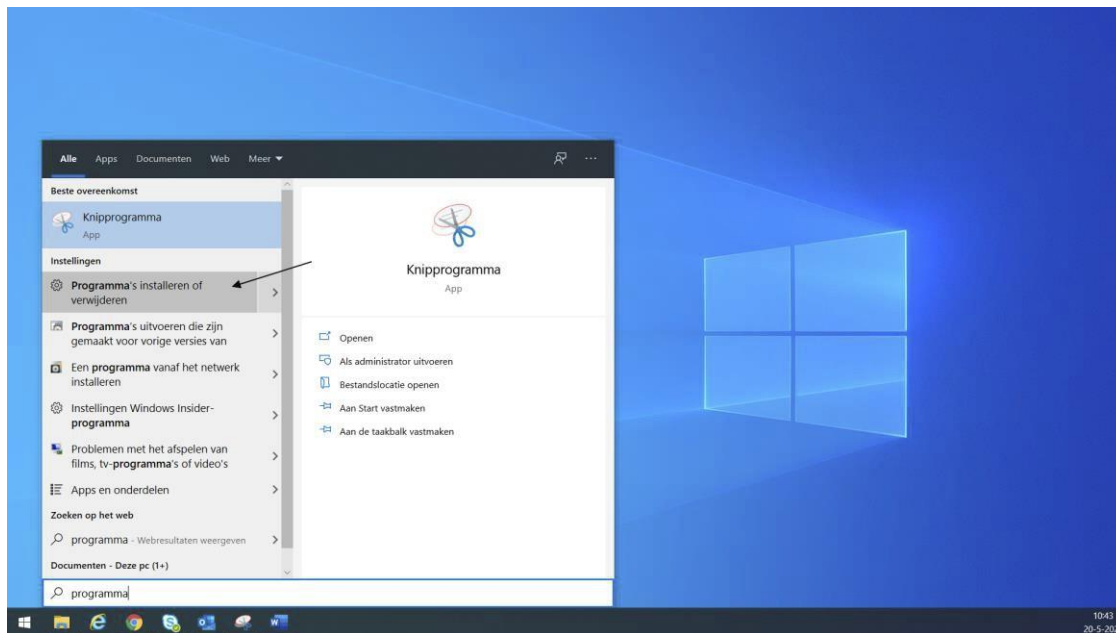 Alle Apps Documenten Web Meer
Beste overeenkomst
Knipprogramma
App
Instellingen
Programma's installeren of
verwijderen
Programma's uitvoeren die zijn
gemaakt voor vorige versies van
Een programma vanaf het netwerk
installeren
Instellingen Windows Insider-
programma
Problemen met het afspelen van
films, tv-programma's of video's
Apps en onderdelen
Zoeken op het web
programma - Webresultaten weergeven
Documenten - Deze pc (1+)
programma
Knipprogramma
App
Openen
Als administrator uitvoeren
Bestandslocatie openen
Aan Start vastmaken
Aan de taakbalk vastmaken
10:43
20-5-20